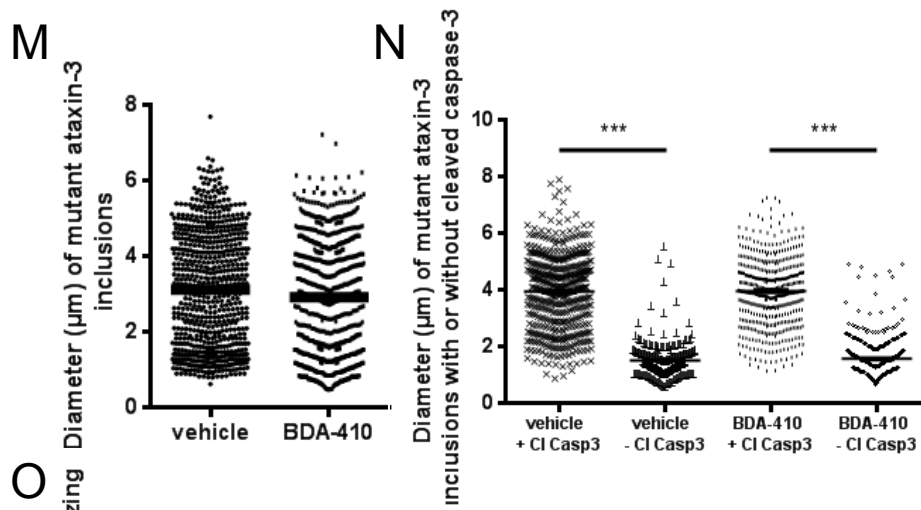 M
Diameter (µm) of mutant ataxin-3
inclusions
8
6
4
2
0
vehicle
BDA-410
N
Diameter (µm) of mutant ataxin-3
inclusions with or without cleaved caspase-3
10
8
6
4
2
0
***
***
vehicle
+ Cl Casp3
vehicle
- Cl Casp3
BDA-410
+ Cl Casp3
BDA-410
- Cl Casp3
O
zing